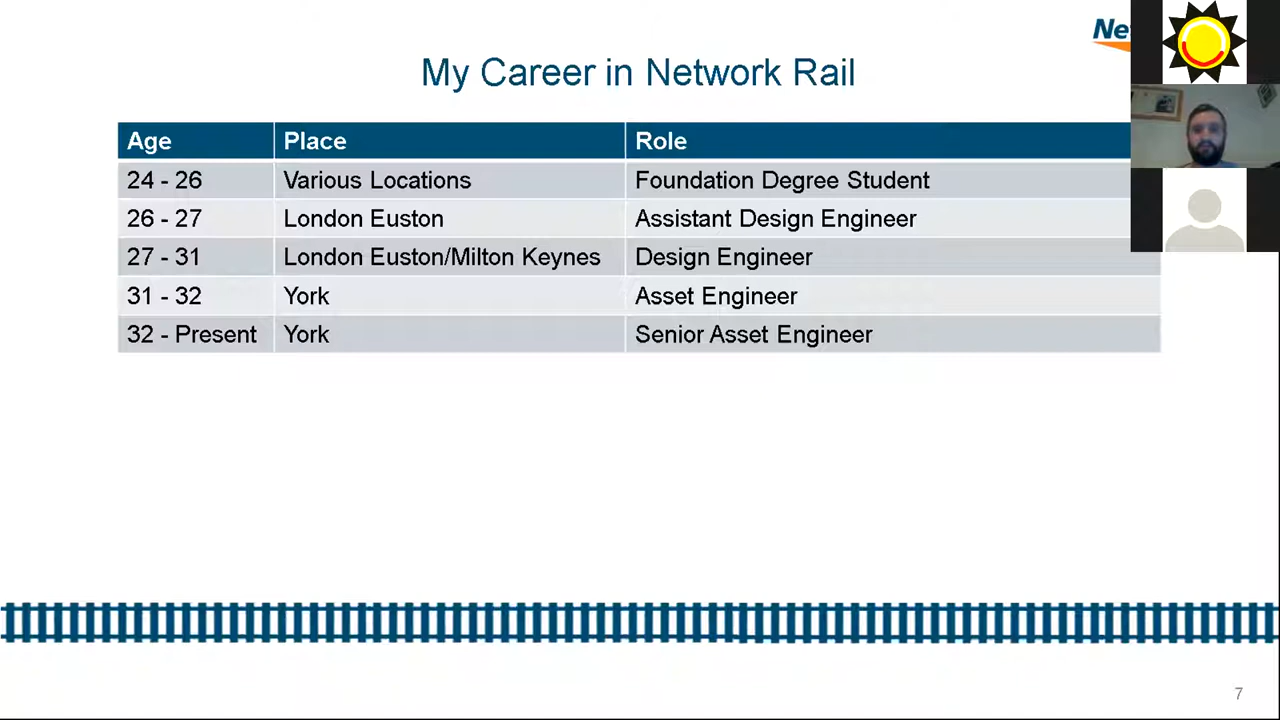 My Career in Network Rail
Age Place Role
24 - 26 Various Locations Foundation Degree Student
26 - 27 London Euston Assistant Design Engineer
27 - 31 London Euston/Milton Keynes Design Engineer
31 - 32 York Asset Engineer
32 - Present York Senior Asset Engineer
7